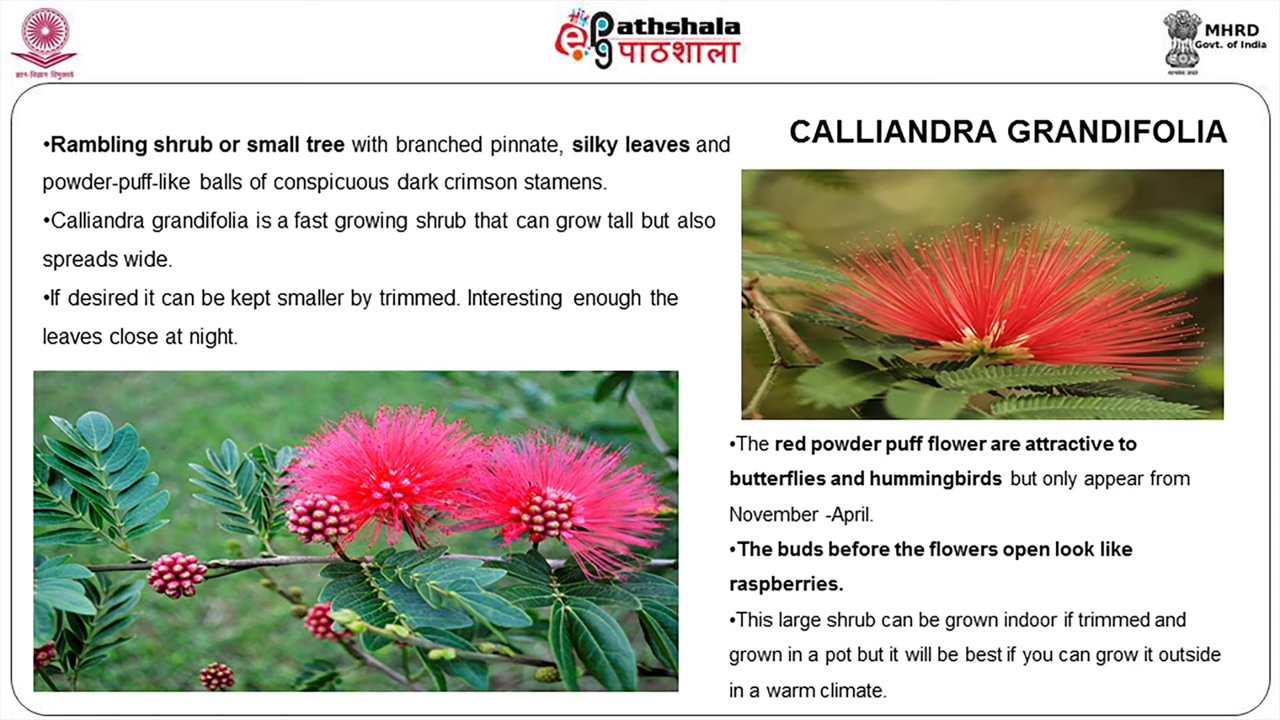 ज्ञान-विज्ञान विमुक्तये
ePG Pathshala
पाठशाला
MHRD
Govt. of India
सत्यमेव जयते
CALLIANDRA GRANDIFOLIA
•Rambling shrub or small tree with branched pinnate, silky leaves and
powder-puff-like balls of conspicuous dark crimson stamens.
•Calliandra grandifolia is a fast growing shrub that can grow tall but also
spreads wide.
•If desired it can be kept smaller by trimmed. Interesting enough the
leaves close at night.
•The red powder puff flower are attractive to
butterflies and hummingbirds but only appear from
November -April.
•The buds before the flowers open look like
raspberries.
•This large shrub can be grown indoor if trimmed and
grown in a pot but it will be best if you can grow it outside
in a warm climate.